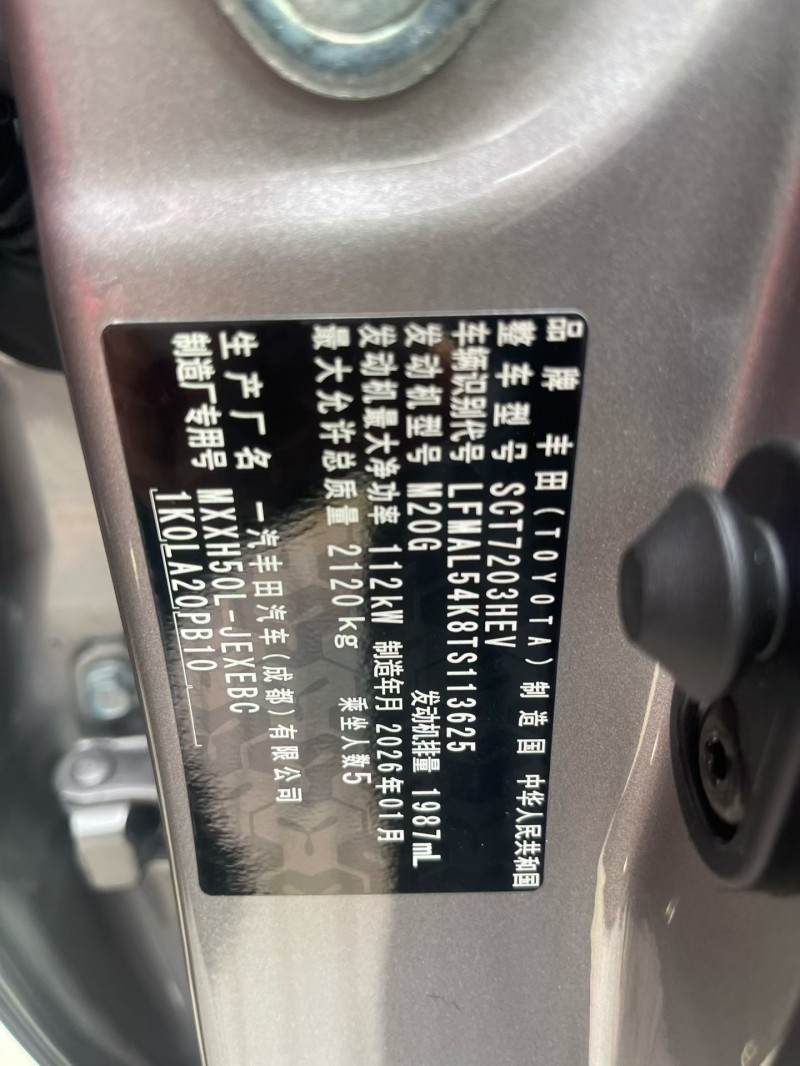 品牌 丰田(TOYOTA) 制造国 中华人民共和国
整车型号 SCT7203HEV
车辆识别代号 LFMAL54K8TS113625
发动机型号 M20G 发动机排量 1987mL
发动机最大净功率 112kW 制造年月 2026年01月
最大允许总质量 2120kg 乘坐人数5
生产厂名 一汽丰田汽车(成都)有限公司
制造厂专用号 MXXH50L-JEXEBC
1K0LA20PB10